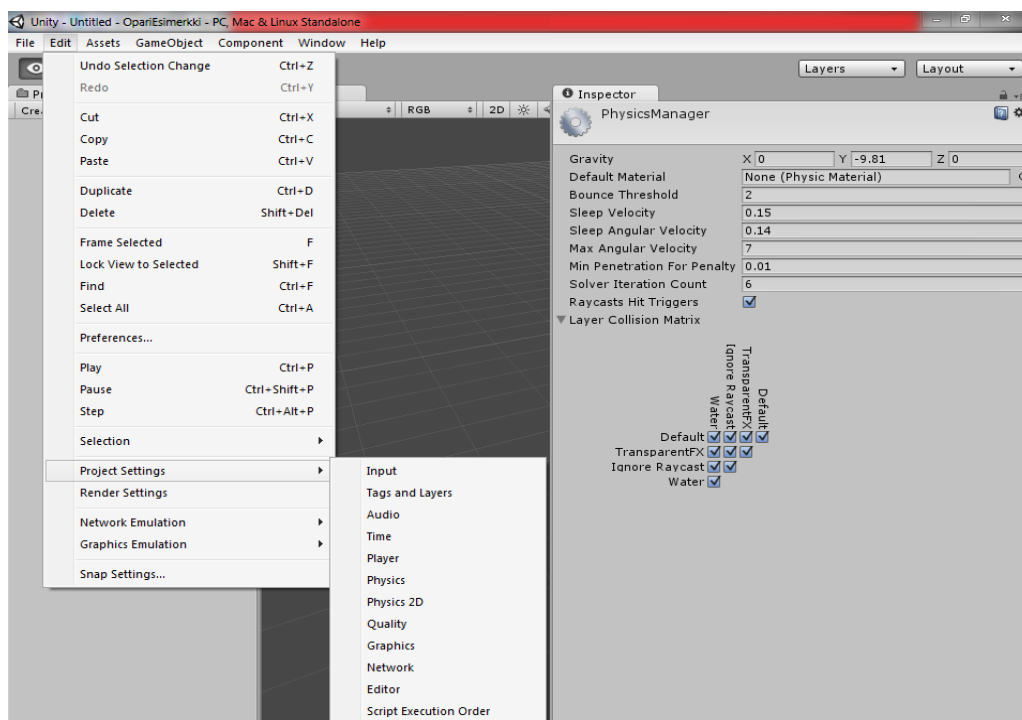 Unity - Untitled - OpariEsimerkki - PC, Mac & Linux Standalone
File Edit Assets GameObject Component Window Help
Layers Layout
Undo Selection Change Ctrl+Z
Redo Ctrl+Y
Cut Ctrl+X
Copy Ctrl+C
Paste Ctrl+V
Duplicate Ctrl+D
Delete Shift+Del
Frame Selected F
Lock View to Selected Shift+F
Find Ctrl+F
Select All Ctrl+A
Preferences...
Play Ctrl+P
Pause Ctrl+Shift+P
Step Ctrl+Alt+P
Selection
Project Settings
Render Settings
Network Emulation
Graphics Emulation
Snap Settings...
Input
Tags and Layers
Audio
Time
Player
Physics
Physics 2D
Quality
Graphics
Network
Editor
Script Execution Order
RGB 2D
Inspector
PhysicsManager
Gravity X 0 Y -9.81 Z 0
Default Material None (Physic Material)
Bounce Threshold 2
Sleep Velocity 0.15
Sleep Angular Velocity 0.14
Max Angular Velocity 7
Min Penetration For Penalty 0.01
Solver Iteration Count 6
Raycasts Hit Triggers
Layer Collision Matrix
Water
Ignore Raycast
TransparentFX
Default
Default
TransparentFX
Ignore Raycast
Water